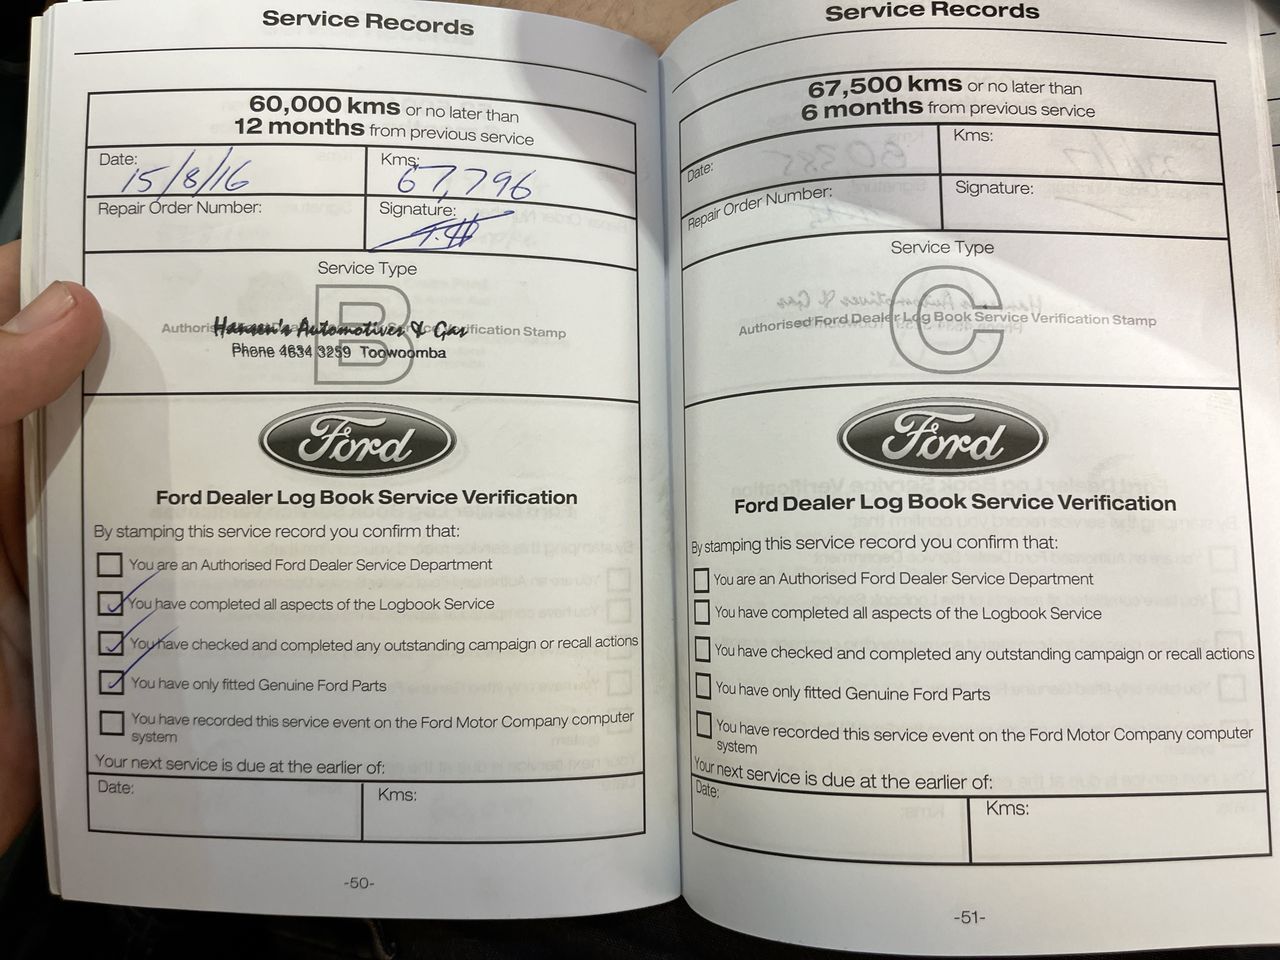 Service Records
60,000 kms or no later than
12 months from previous service
Date:
15/8/16
Kms:
67,796
Repair Order Number:
Signature:
Service Type
B
Authorised Ford Dealer Log Book Service Verification Stamp
Hansen's Automotives & Gas
Phone 4634 3259 Toowoomba
Ford
Ford Dealer Log Book Service Verification
By stamping this service record you confirm that:
You are an Authorised Ford Dealer Service Department
You have completed all aspects of the Logbook Service
You have checked and completed any outstanding campaign or recall actions
You have only fitted Genuine Ford Parts
You have recorded this service event on the Ford Motor Company computer
system
Your next service is due at the earlier of:
Date:
Kms:
-50-
Service Records
67,500 kms or no later than
6 months from previous service
Date:
Kms:
Repair Order Number:
Signature:
Service Type
C
Authorised Ford Dealer Log Book Service Verification Stamp
Ford
Ford Dealer Log Book Service Verification
By stamping this service record you confirm that:
You are an Authorised Ford Dealer Service Department
You have completed all aspects of the Logbook Service
You have checked and completed any outstanding campaign or recall actions
You have only fitted Genuine Ford Parts
You have recorded this service event on the Ford Motor Company computer
system
Your next service is due at the earlier of:
Date:
Kms:
-51-